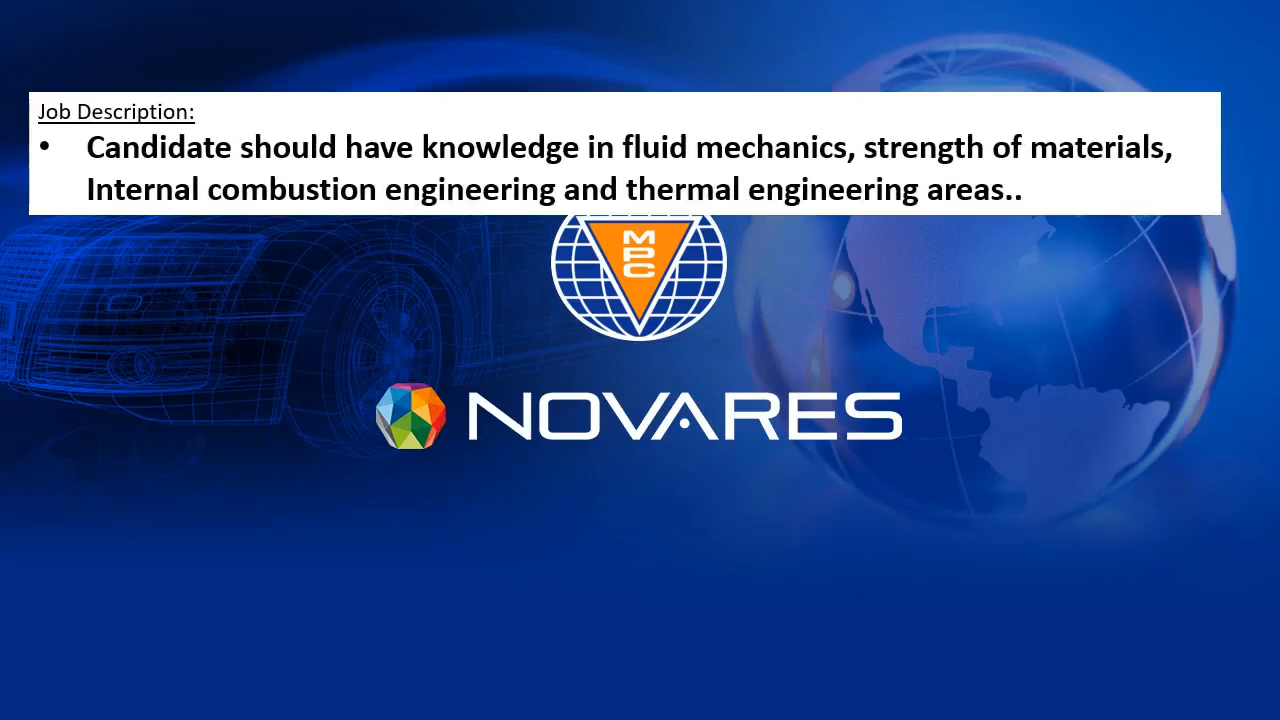 Job Description:
• Candidate should have knowledge in fluid mechanics, strength of materials,
Internal combustion engineering and thermal engineering areas..
MPC
NOVARES